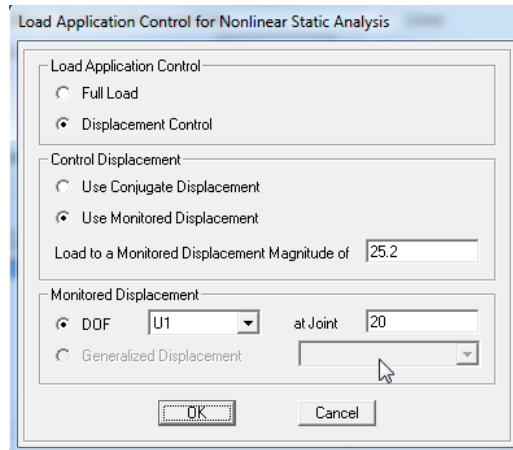 Load Application Control for Nonlinear Static Analysis
Load Application Control
Full Load
Displacement Control
Control Displacement
Use Conjugate Displacement
Use Monitored Displacement
Load to a Monitored Displacement Magnitude of 25.2
Monitored Displacement
DOF U1 at Joint 20
Generalized Displacement
OK Cancel